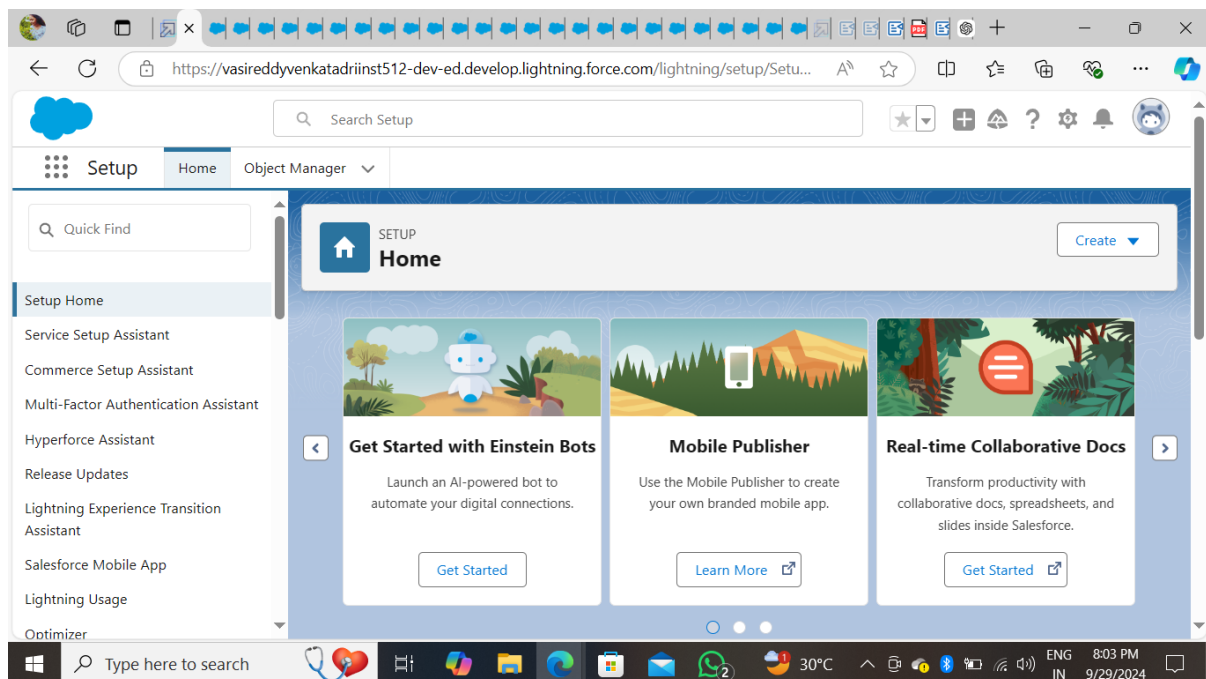 https://vasireddyvenkatadriinst512-dev-ed.develop.lightning.force.com/lightning/setup/Setu...
Search Setup
Setup
Home
Object Manager
Quick Find
SETUP
Home
Create
Setup Home
Service Setup Assistant
Commerce Setup Assistant
Multi-Factor Authentication Assistant
Hyperforce Assistant
Release Updates
Lightning Experience Transition
Assistant
Salesforce Mobile App
Lightning Usage
Optimizer
Get Started with Einstein Bots
Launch an AI-powered bot to
automate your digital connections.
Get Started
Mobile Publisher
Use the Mobile Publisher to create
your own branded mobile app.
Learn More
Real-time Collaborative Docs
Transform productivity with
collaborative docs, spreadsheets, and
slides inside Salesforce.
Get Started
Type here to search
2
30°C
ENG
IN
8:03 PM
9/29/2024